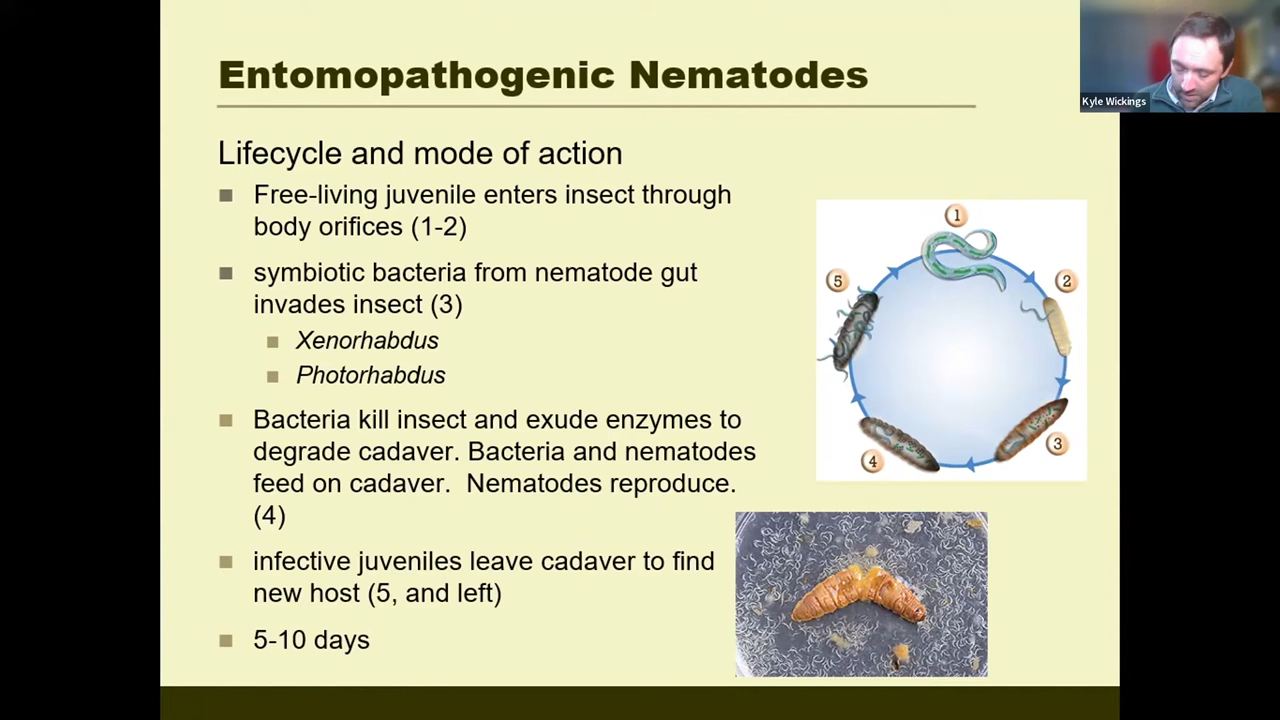 Entomopathogenic Nematodes
Kyle Wickings
Lifecycle and mode of action
Free-living juvenile enters insect through
body orifices (1-2)
symbiotic bacteria from nematode gut
invades insect (3)
Xenorhabdus
Photorhabdus
Bacteria kill insect and exude enzymes to
degrade cadaver. Bacteria and nematodes
feed on cadaver.  Nematodes reproduce.
(4)
infective juveniles leave cadaver to find
new host (5, and left)
5-10 days
1
2
3
4
5